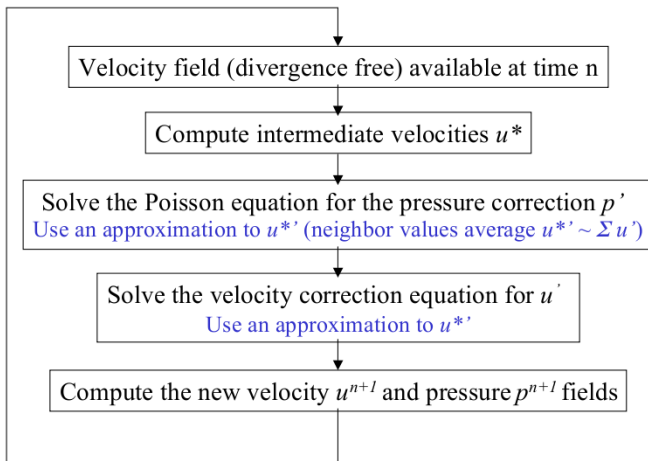 Velocity field (divergence free) available at time n
Compute intermediate velocities u*
Solve the Poisson equation for the pressure correction p’
Use an approximation to u*’ (neighbor values average u*’ ~ Σ u’)
Solve the velocity correction equation for u’
Use an approximation to u*’
Compute the new velocity uⁿ⁺¹ and pressure pⁿ⁺¹ fields